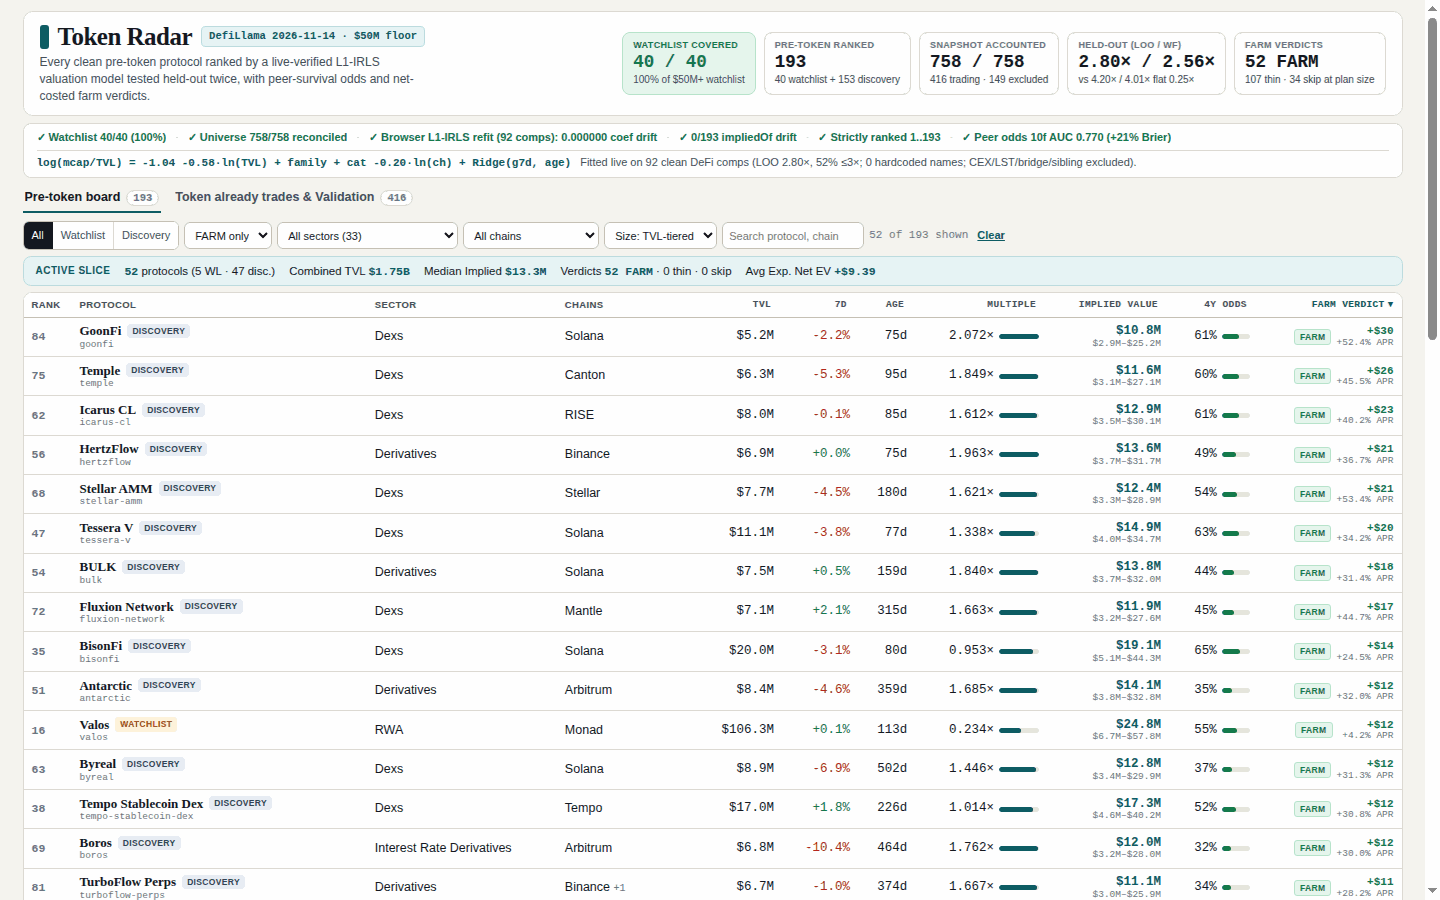 Token Radar DefiLlama 2026-11-14 · $50M floor
Every clean pre-token protocol ranked by a live-verified L1-IRLS
valuation model tested held-out twice, with peer-survival odds and net-
costed farm verdicts.
WATCHLIST COVERED
40 / 40
100% of $50M+ watchlist
PRE-TOKEN RANKED
193
40 watchlist + 153 discovery
SNAPSHOT ACCOUNTED
758 / 758
416 trading · 149 excluded
HELD-OUT (LOO / WF)
2.80× / 2.56×
vs 4.20× / 4.01× flat 0.25×
FARM VERDICTS
52 FARM
107 thin · 34 skip at plan size
✓ Watchlist 40/40 (100%) · ✓ Universe 758/758 reconciled · ✓ Browser L1-IRLS refit (92 comps): 0.000000 coef drift · ✓ 0/193 impliedOf drift · ✓ Strictly ranked 1..193 · ✓ Peer odds 10f AUC 0.770 (+21% Brier)
log(mcap/TVL) = -1.04 -0.58·ln(TVL) + family + cat -0.20·ln(ch) + Ridge(g7d, age) Fitted live on 92 clean DeFi comps (LOO 2.80×, 52% ≤3×; 0 hardcoded names; CEX/LST/bridge/sibling excluded).
Pre-token board 193 Token already trades & Validation 416
All Watchlist Discovery FARM only All sectors (33) All chains Size: TVL-tiered Search protocol, chain 52 of 193 shown Clear
ACTIVE SLICE 52 protocols (5 WL · 47 disc.) Combined TVL $1.75B Median Implied $13.3M Verdicts 52 FARM · 0 thin · 0 skip Avg Exp. Net EV +$9.39
RANK PROTOCOL SECTOR CHAINS TVL 7D AGE MULTIPLE IMPLIED VALUE 4Y ODDS FARM VERDICT ▼
84 GoonFi DISCOVERY Dexs Solana $5.2M -2.2% 75d 2.072× $10.8M 61% FARM +$30
goonfi $2.9M–$25.2M +52.4% APR
75 Temple DISCOVERY Dexs Canton $6.3M -5.3% 95d 1.849× $11.6M 60% FARM +$26
temple $3.1M–$27.1M +45.5% APR
62 Icarus CL DISCOVERY Dexs RISE $8.0M -0.1% 85d 1.612× $12.9M 61% FARM +$23
icarus-cl $3.5M–$30.1M +40.2% APR
56 HertzFlow DISCOVERY Derivatives Binance $6.9M +0.0% 75d 1.963× $13.6M 49% FARM +$21
hertzflow $3.7M–$31.7M +36.7% APR
68 Stellar AMM DISCOVERY Dexs Stellar $7.7M -4.5% 180d 1.621× $12.4M 54% FARM +$21
stellar-amm $3.3M–$28.9M +53.4% APR
47 Tessera V DISCOVERY Dexs Solana $11.1M -3.8% 77d 1.338× $14.9M 63% FARM +$20
tessera-v $4.0M–$34.7M +34.2% APR
54 BULK DISCOVERY Derivatives Solana $7.5M +0.5% 159d 1.840× $13.8M 44% FARM +$18
bulk $3.7M–$32.0M +31.4% APR
72 Fluxion Network DISCOVERY Dexs Mantle $7.1M +2.1% 315d 1.663× $11.9M 45% FARM +$17
fluxion-network $3.2M–$27.6M +44.7% APR
35 BisonFi DISCOVERY Dexs Solana $20.0M -3.1% 80d 0.953× $19.1M 65% FARM +$14
bisonfi $5.1M–$44.3M +24.5% APR
51 Antarctic DISCOVERY Derivatives Arbitrum $8.4M -4.6% 359d 1.685× $14.1M 35% FARM +$12
antarctic $3.8M–$32.8M +32.0% APR
16 Valos WATCHLIST RWA Monad $106.3M +0.1% 113d 0.234× $24.8M 55% FARM +$12
valos $6.7M–$57.8M +4.2% APR
63 Byreal DISCOVERY Dexs Solana $8.9M -6.9% 502d 1.446× $12.8M 37% FARM +$12
byreal $3.4M–$29.9M +31.3% APR
38 Tempo Stablecoin Dex DISCOVERY Dexs Tempo $17.0M +1.8% 226d 1.014× $17.3M 52% FARM +$12
tempo-stablecoin-dex $4.6M–$40.2M +30.8% APR
69 Boros DISCOVERY Interest Rate Derivatives Arbitrum $6.8M -10.4% 464d 1.762× $12.0M 32% FARM +$12
boros $3.2M–$28.0M +30.0% APR
81 TurboFlow Perps DISCOVERY Derivatives Binance +1 $6.7M -1.0% 374d 1.667× $11.1M 34% FARM +$11
turboflow-perps $3.0M–$25.9M +28.2% APR